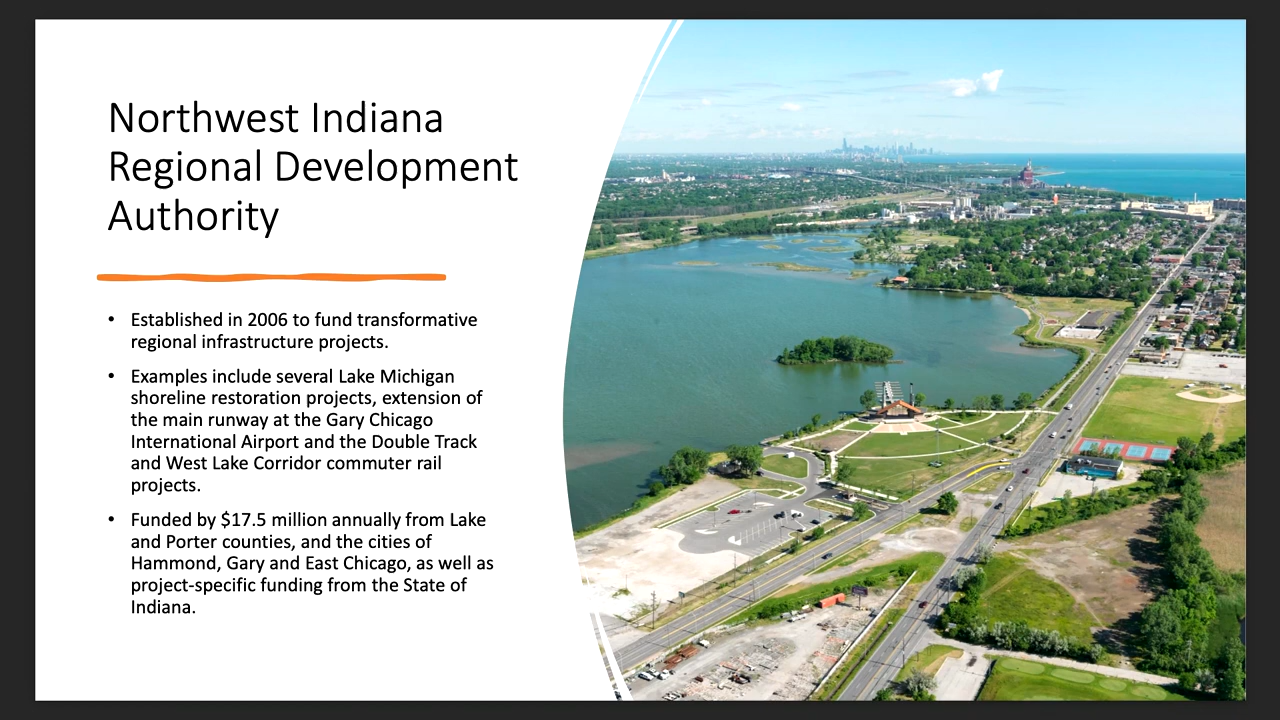 Northwest Indiana
Regional Development
Authority
• Established in 2006 to fund transformative
regional infrastructure projects.
• Examples include several Lake Michigan
shoreline restoration projects, extension of
the main runway at the Gary Chicago
International Airport and the Double Track
and West Lake Corridor commuter rail
projects.
• Funded by $17.5 million annually from Lake
and Porter counties, and the cities of
Hammond, Gary and East Chicago, as well as
project-specific funding from the State of
Indiana.